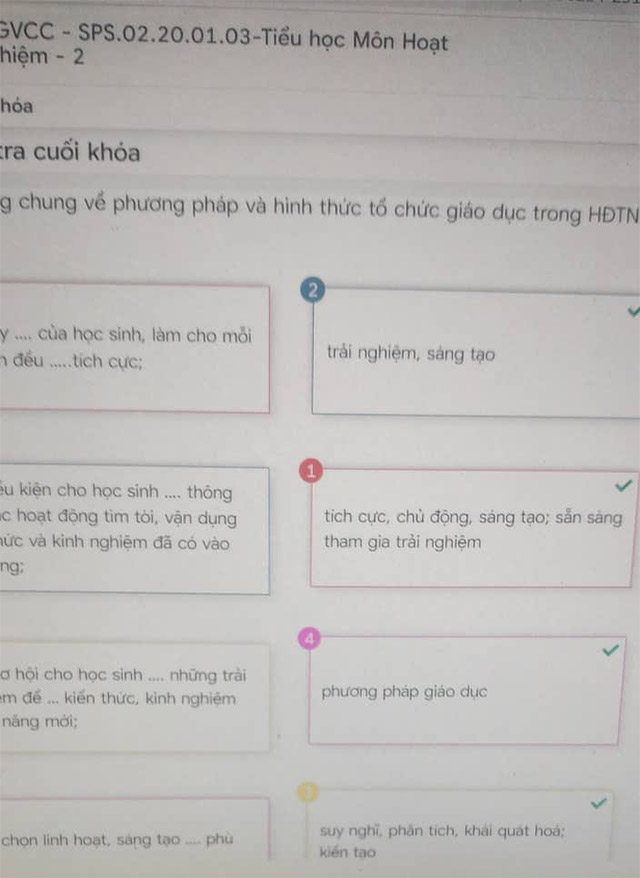 GVCC - SPS.02.20.01.03-Tiểu học Môn Hoạt
hiệm - 2
hóa
tra cuối khóa
g chung về phương pháp và hình thức tổ chức giáo dục trong HĐTN
y .... của học sinh, làm cho mỗi
n đều .....tích cực;
2
trải nghiệm, sáng tạo
ều kiện cho học sinh .... thông
c hoạt động tìm tòi, vận dụng
hức và kinh nghiệm đã có vào
ng;
1
tích cực, chủ động, sáng tạo; sẵn sàng
tham gia trải nghiệm
ơ hội cho học sinh .... những trải
ệm để ... kiến thức, kinh nghiệm
năng mới;
4
phương pháp giáo dục
chọn linh hoạt, sáng tạo .... phù
3
suy nghĩ, phân tích, khái quát hoá;
kiến tạo